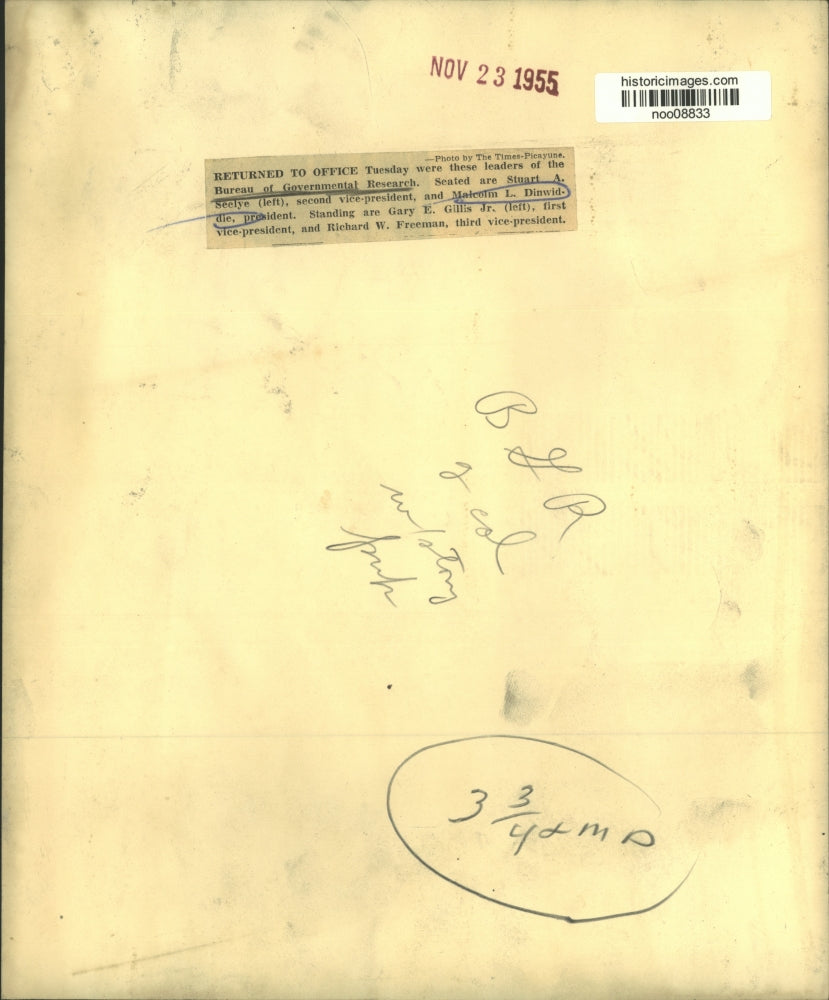 NOV 23 1955
historicimages.com
noo08833
—Photo by The Times-Picayune.
RETURNED TO OFFICE Tuesday were these leaders of the
Bureau of Governmental Research. Seated are Stuart A.
Seelye (left), second vice-president, and Malcolm L. Dinwid-
die, president. Standing are Gary E. Gillis Jr. (left), first
vice-president, and Richard W. Freeman, third vice-president.
B G R
2 col
w/story
3 3/4